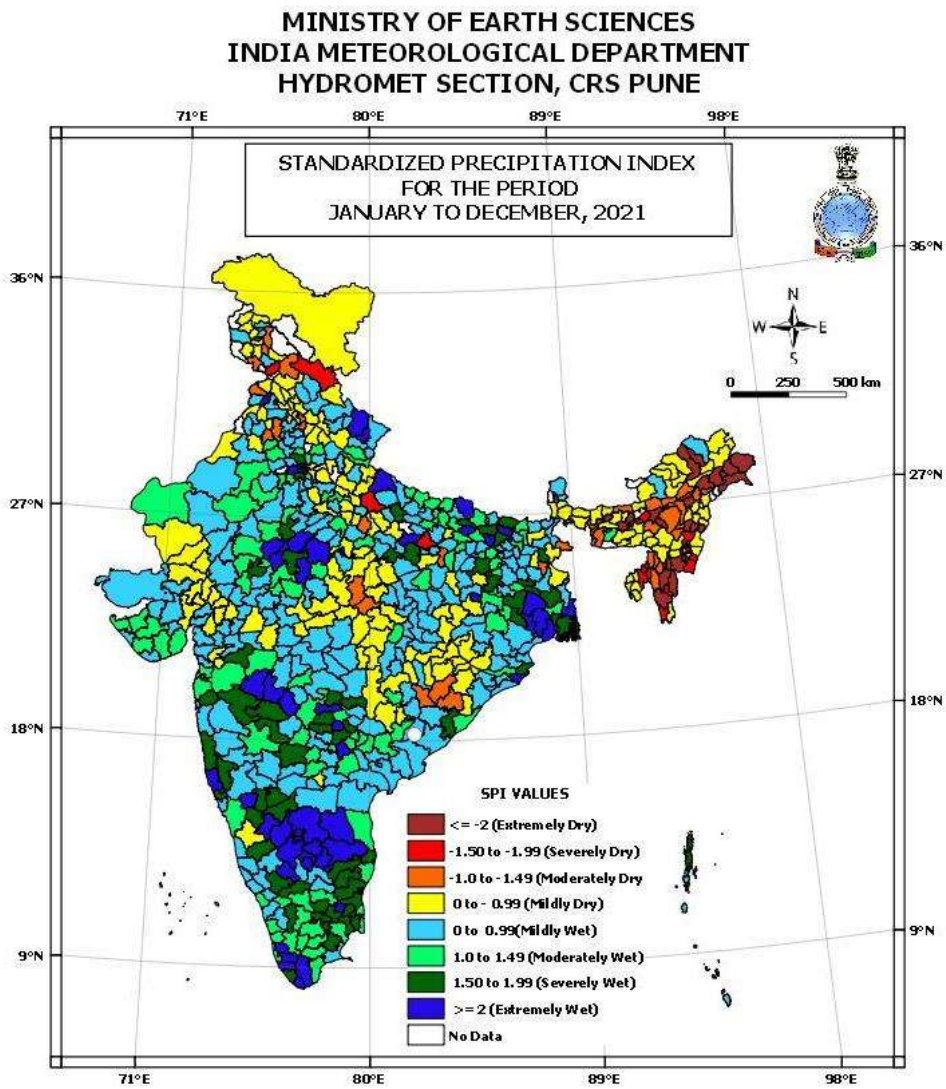 MINISTRY OF EARTH SCIENCES
INDIA METEOROLOGICAL DEPARTMENT
HYDROMET SECTION, CRS PUNE
71°E 80°E 89°E 98°E
STANDARDIZED PRECIPITATION INDEX
FOR THE PERIOD
JANUARY TO DECEMBER, 2021
36°N 36°N
N
W E
S
0 250 500 km
27°N 27°N
18°N 18°N
SPI VALUES
<= -2 (Extremely Dry)
-1.50 to -1.99 (Severely Dry)
-1.0 to -1.49 (Moderately Dry
0 to - 0.99 (Mildly Dry)
0 to 0.99(Mildly Wet)
1.0 to 1.49 (Moderately Wet)
1.50 to 1.99 (Severely Wet)
>= 2 (Extremely Wet)
No Data
9°N 9°N
71°E 80°E 89°E 98°E